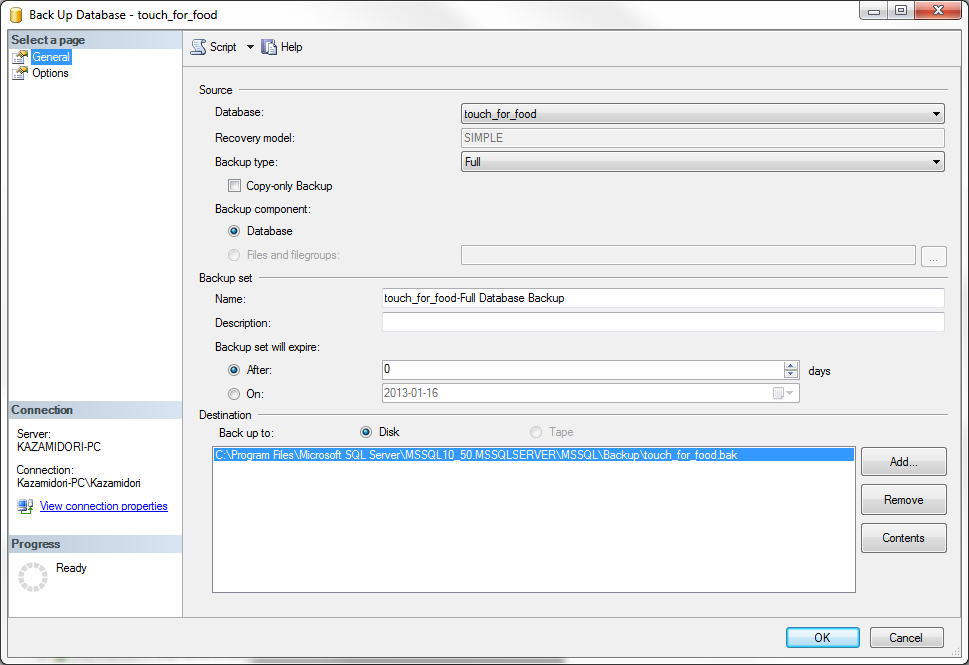 Back Up Database - touch_for_food
Select a page
General
Options
Script Help
Source
Database: touch_for_food
Recovery model: SIMPLE
Backup type: Full
Copy-only Backup
Backup component:
Database
Files and filegroups: ...
Backup set
Name: touch_for_food-Full Database Backup
Description:
Backup set will expire:
After: 0 days
On: 2013-01-16
Destination
Back up to: Disk Tape
C:\Program Files\Microsoft SQL Server\MSSQL10_50.MSSQLSERVER\MSSQL\Backup\touch_for_food.bak
Add...
Remove
Contents
Connection
Server:
KAZAMIDORI-PC
Connection:
Kazamidori-PC\Kazamidori
View connection properties
Progress
Ready
OK Cancel